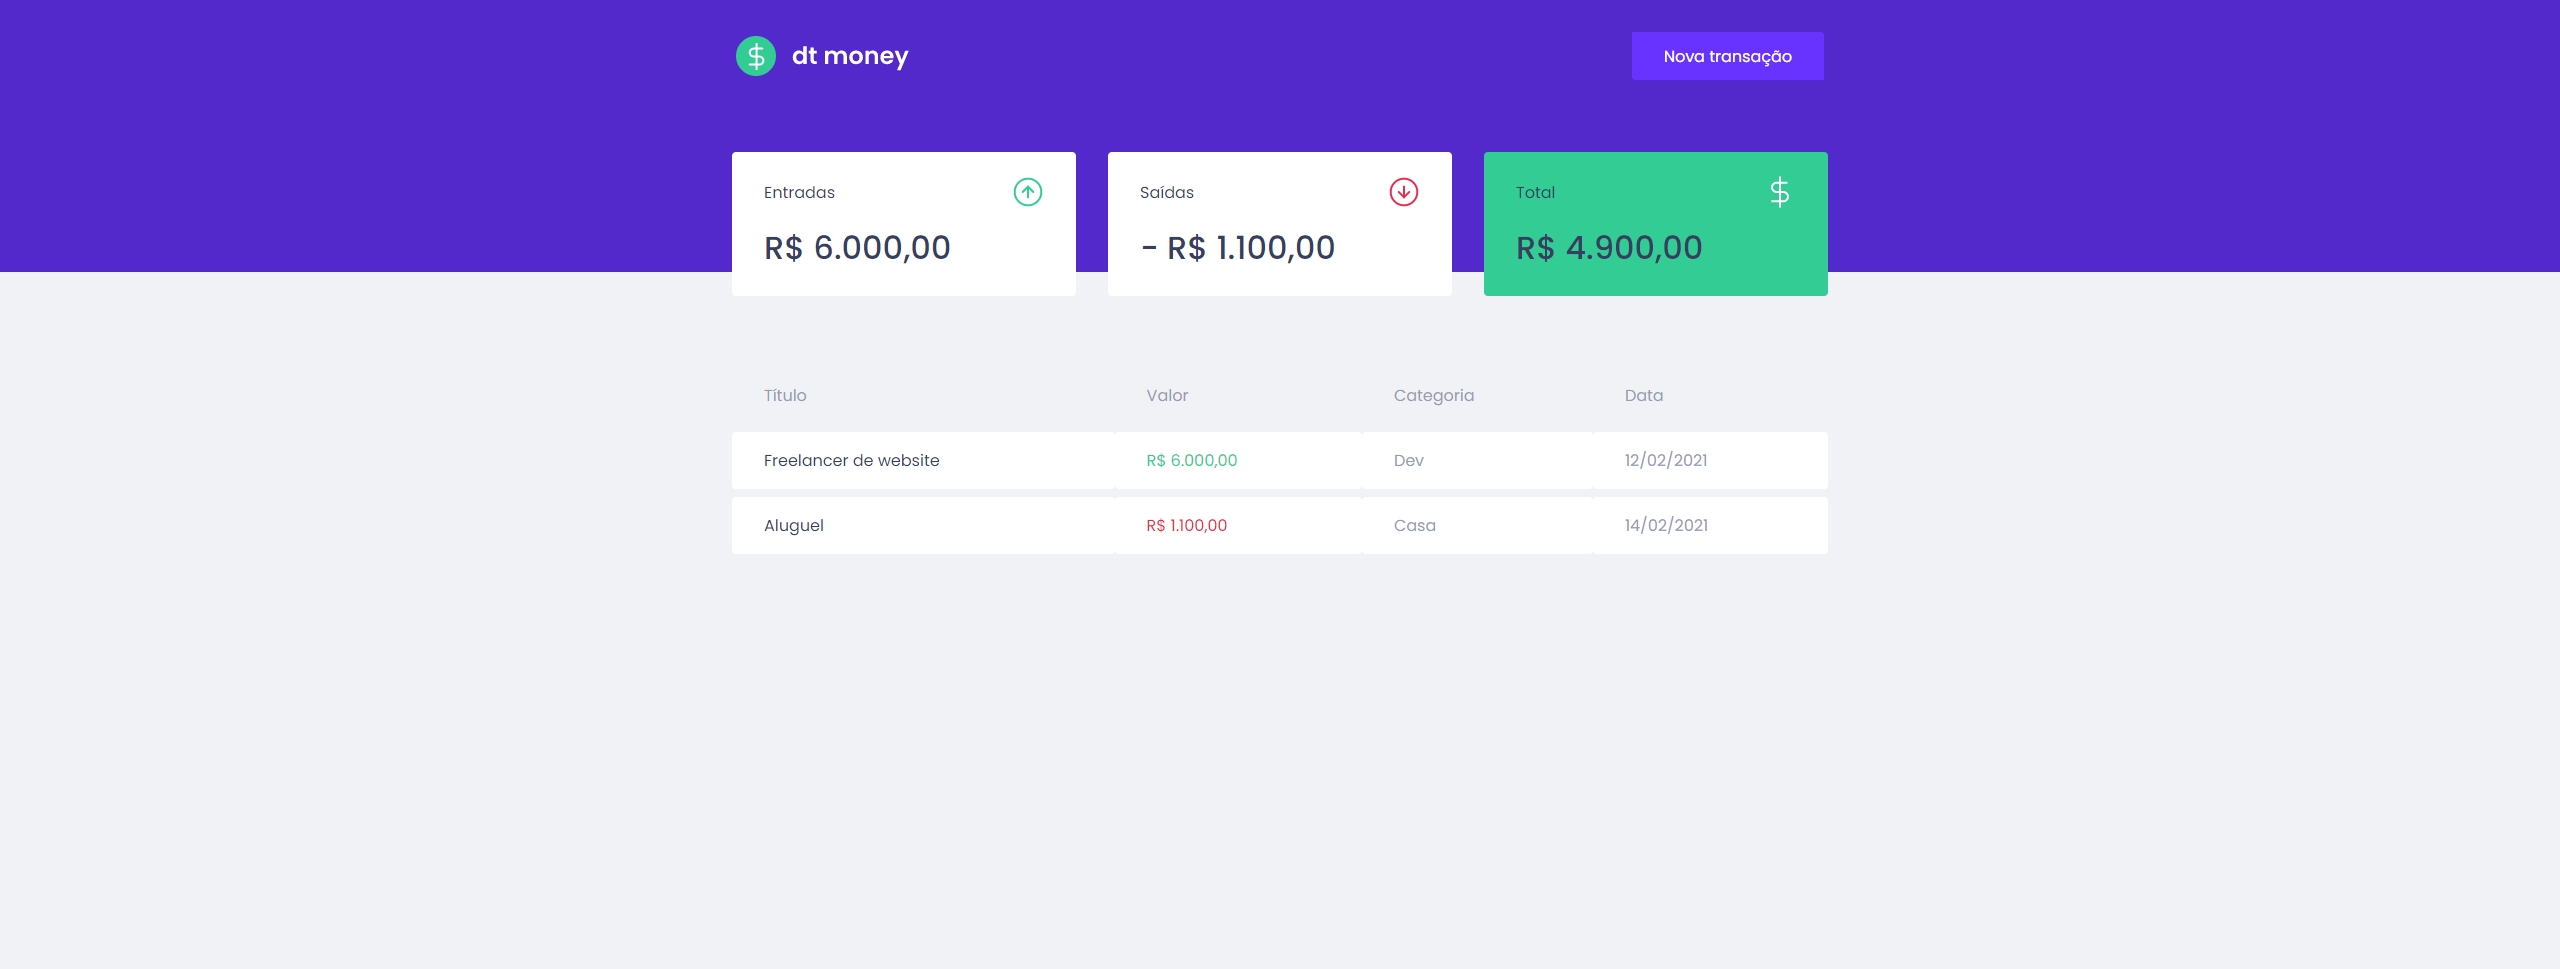 dt money
Nova transação
Entradas
R$ 6.000,00
Saídas
- R$ 1.100,00
Total
R$ 4.900,00
Título Valor Categoria Data
Freelancer de website R$ 6.000,00 Dev 12/02/2021
Aluguel R$ 1.100,00 Casa 14/02/2021